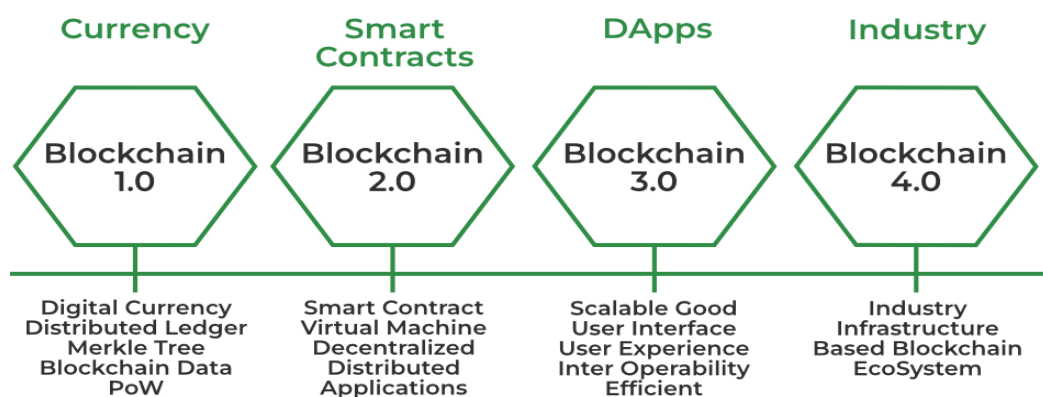 Currency
Smart
Contracts
DApps
Industry
Blockchain
1.0
Blockchain
2.0
Blockchain
3.0
Blockchain
4.0
Digital Currency
Distributed Ledger
Merkle Tree
Blockchain Data
PoW
Smart Contract
Virtual Machine
Decentralized
Distributed
Applications
Scalable Good
User Interface
User Experience
Inter Operability
Efficient
Industry
Infrastructure
Based Blockchain
EcoSystem